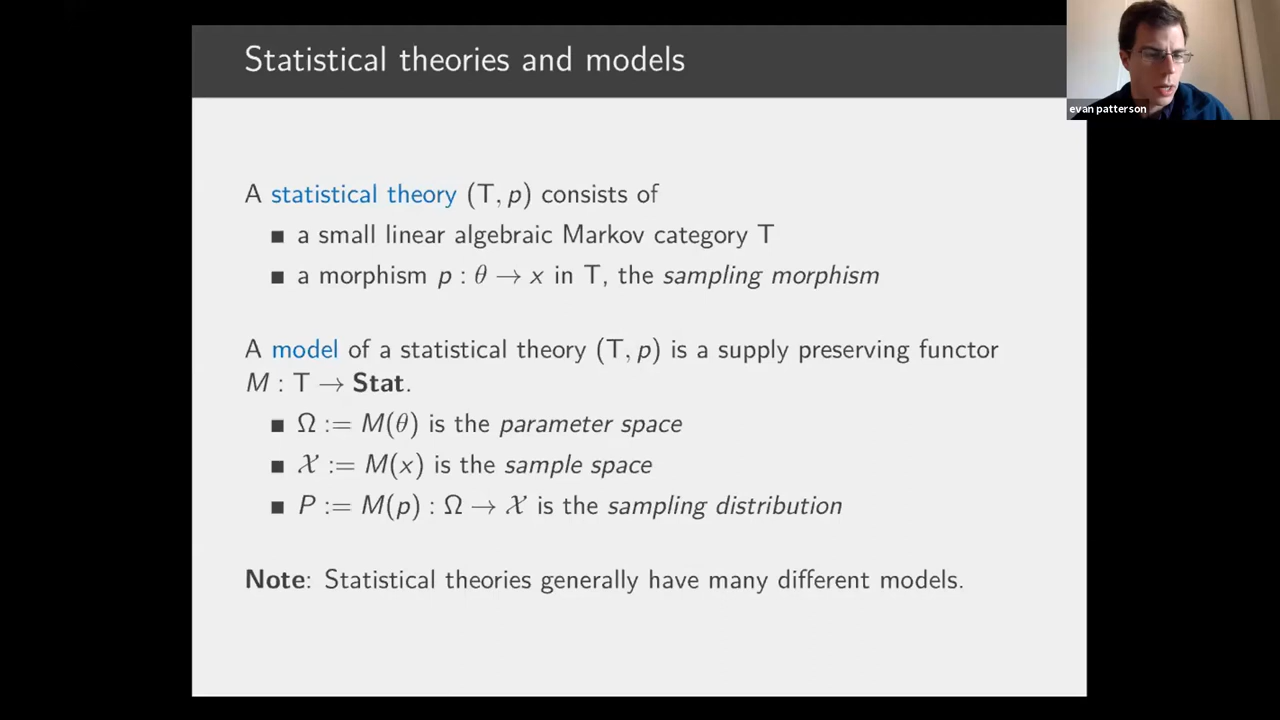 Statistical theories and models
evan patterson
A statistical theory (T, p) consists of
■ a small linear algebraic Markov category T
■ a morphism p : θ → x in T, the sampling morphism
A model of a statistical theory (T, p) is a supply preserving functor
M : T → Stat.
■ Ω := M(θ) is the parameter space
■ 𝒳 := M(x) is the sample space
■ P := M(p) : Ω → 𝒳 is the sampling distribution
Note: Statistical theories generally have many different models.